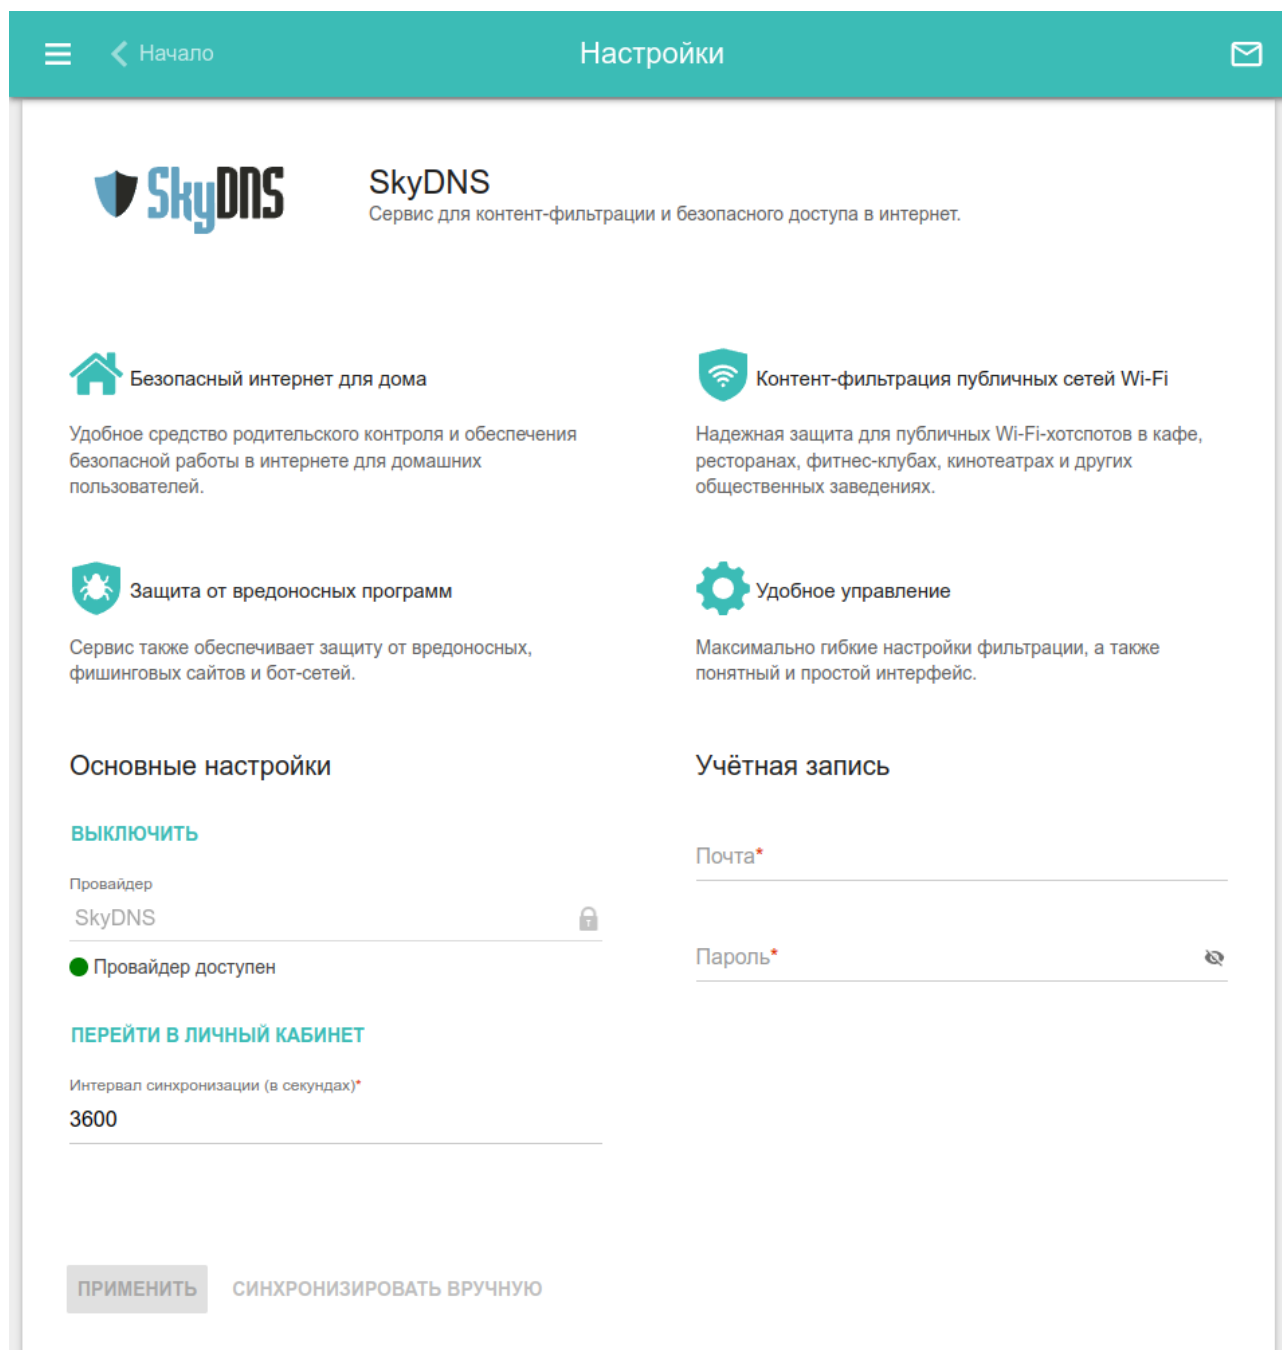 Начало
Настройки
SkyDNS
SkyDNS
Сервис для контент-фильтрации и безопасного доступа в интернет.
Безопасный интернет для дома
Удобное средство родительского контроля и обеспечения
безопасной работы в интернете для домашних
пользователей.
Контент-фильтрация публичных сетей Wi-Fi
Надежная защита для публичных Wi-Fi-хотспотов в кафе,
ресторанах, фитнес-клубах, кинотеатрах и других
общественных заведениях.
Защита от вредоносных программ
Сервис также обеспечивает защиту от вредоносных,
фишинговых сайтов и бот-сетей.
Удобное управление
Максимально гибкие настройки фильтрации, а также
понятный и простой интерфейс.
Основные настройки
ВЫКЛЮЧИТЬ
Провайдер
SkyDNS
Провайдер доступен
ПЕРЕЙТИ В ЛИЧНЫЙ КАБИНЕТ
Интервал синхронизации (в секундах)*
3600
Учётная запись
Почта*
Пароль*
ПРИМЕНИТЬ
СИНХРОНИЗИРОВАТЬ ВРУЧНУЮ